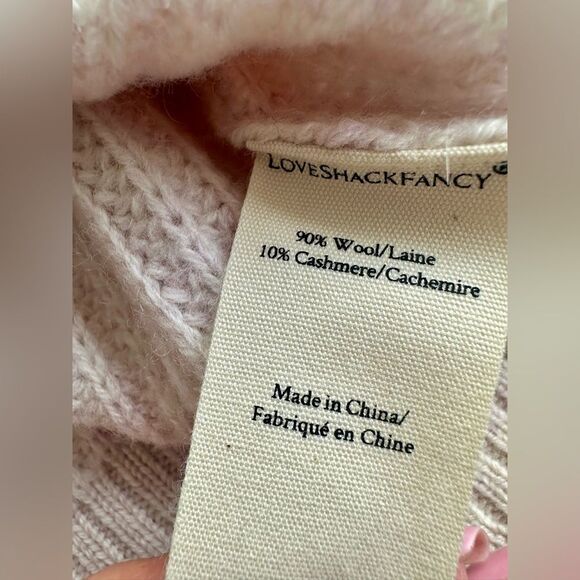 LOVESHACKFANCY®
90% Wool/Laine
10% Cashmere/Cachemire
Made in China/
Fabriqué en Chine